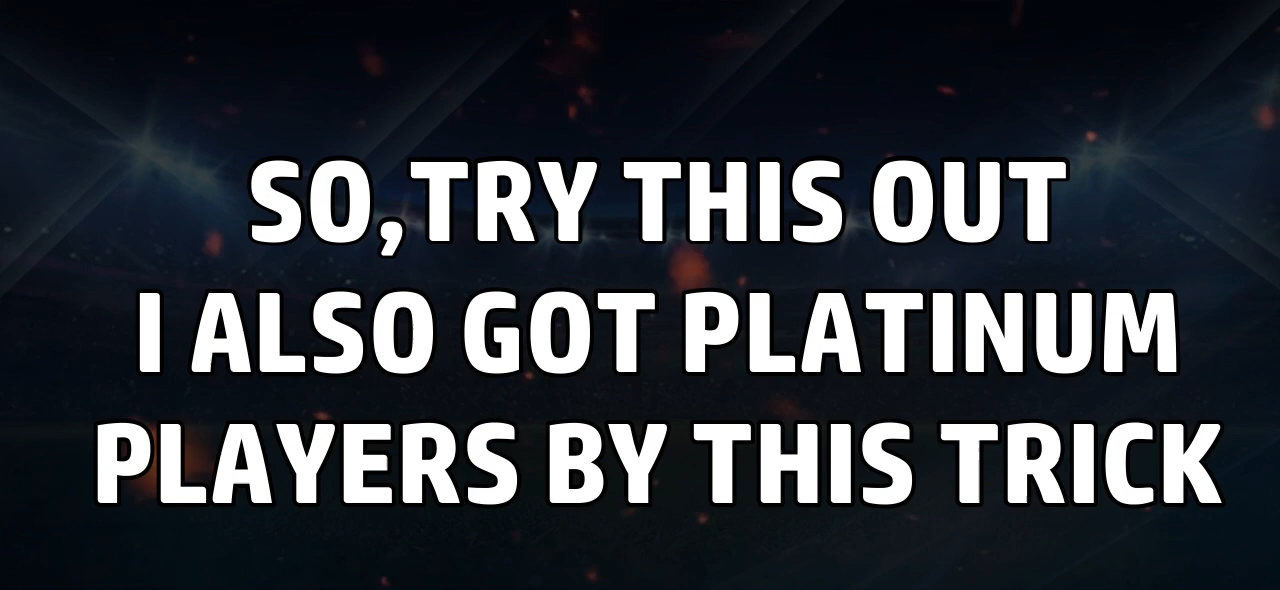 SO,TRY THIS OUT
I ALSO GOT PLATINUM
PLAYERS BY THIS TRICK